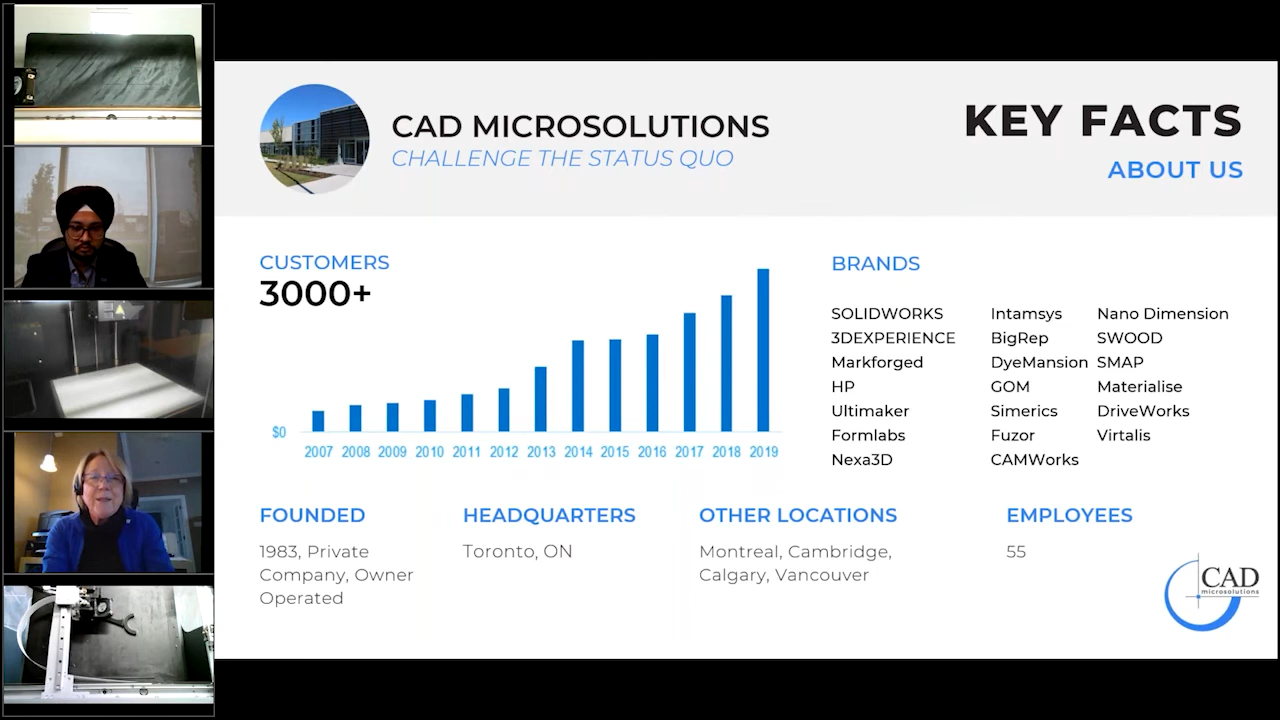 CAD MICROSOLUTIONS
CHALLENGE THE STATUS QUO
KEY FACTS
ABOUT US
CUSTOMERS
3000+
$0
2007 2008 2009 2010 2011 2012 2013 2014 2015 2016 2017 2018 2019
BRANDS
SOLIDWORKS
3DEXPERIENCE
Markforged
HP
Ultimaker
Formlabs
Nexa3D
Intamsys
BigRep
DyeMansion
GOM
Simerics
Fuzor
CAMWorks
Nano Dimension
SWOOD
SMAP
Materialise
DriveWorks
Virtalis
FOUNDED
1983, Private
Company, Owner
Operated
HEADQUARTERS
Toronto, ON
OTHER LOCATIONS
Montreal, Cambridge,
Calgary, Vancouver
EMPLOYEES
55
CAD
microsolutions